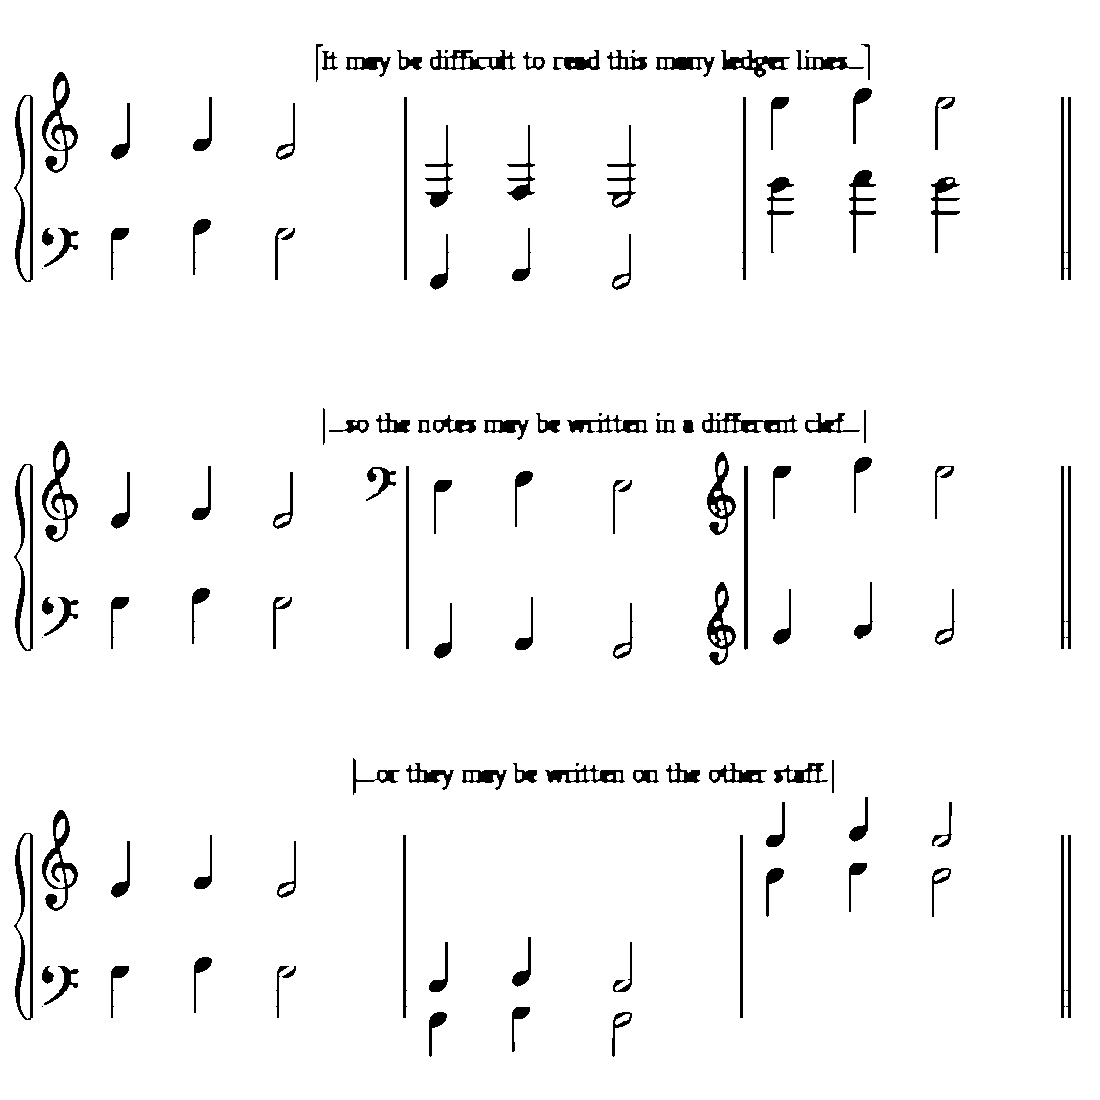 It may be difficult to read this many ledger lines...
...so the notes may be written in a different clef...
...or they may be written on the other staff.